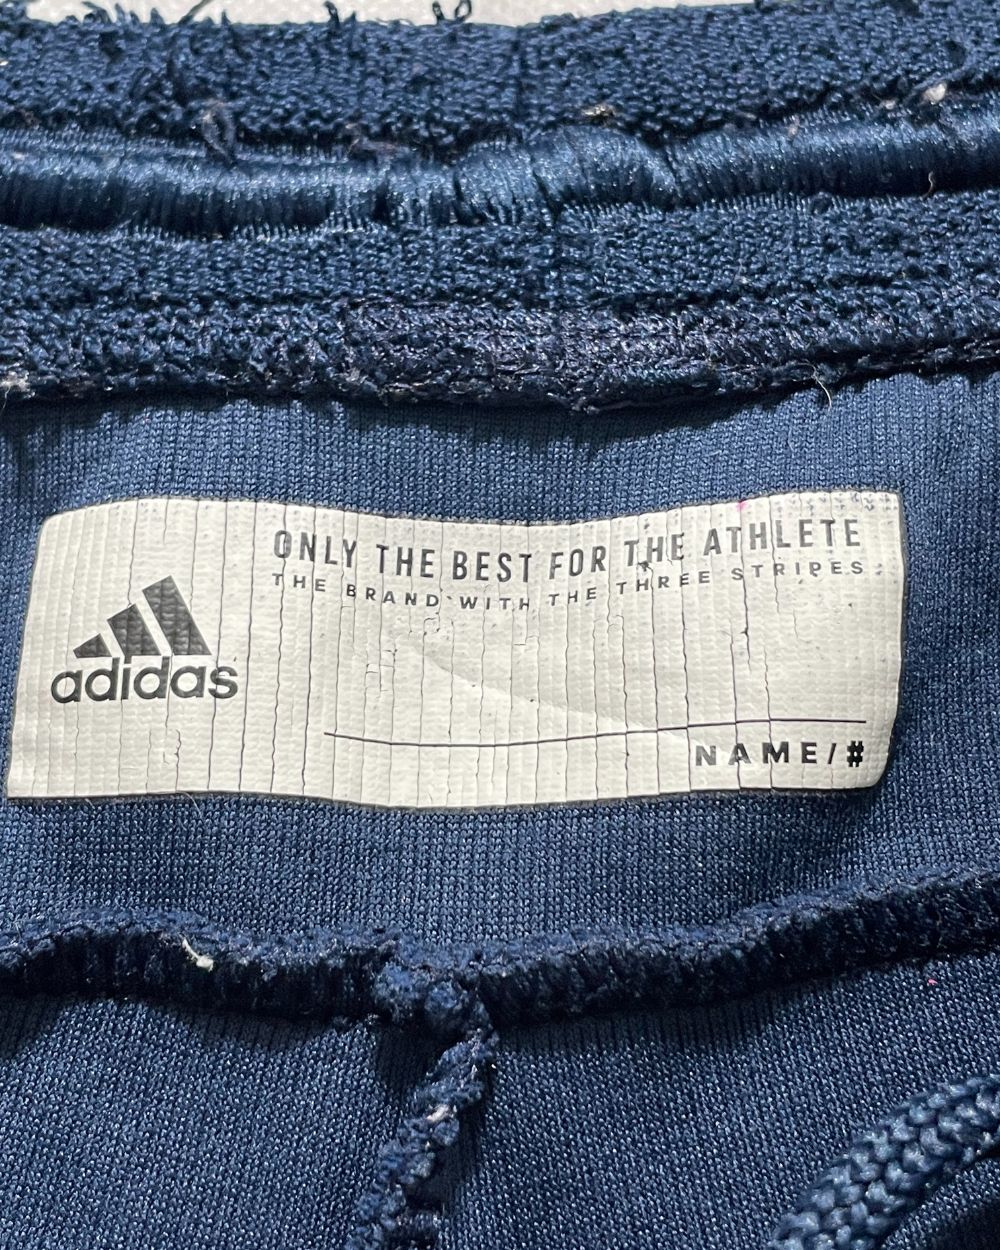 ONLY THE BEST FOR THE ATHLETE
THE BRAND WITH THE THREE STRIPES
adidas
NAME/#